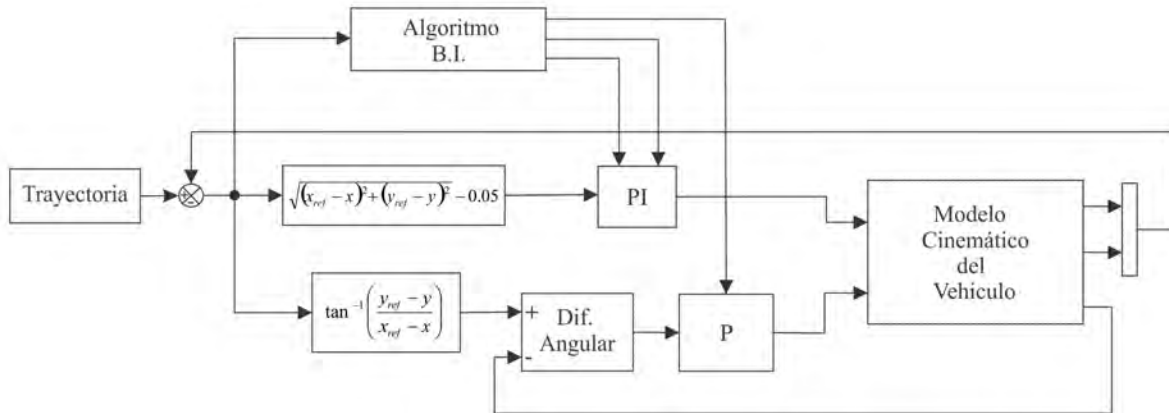 Algoritmo
B.I.
Trayectoria
√(x_ref − x)² + (y_ref − y)² − 0.05
PI
Modelo
Cinemático
del
Vehiculo
tan⁻¹( (y_ref − y) / (x_ref − x) )
+
-
Dif.
Angular
P